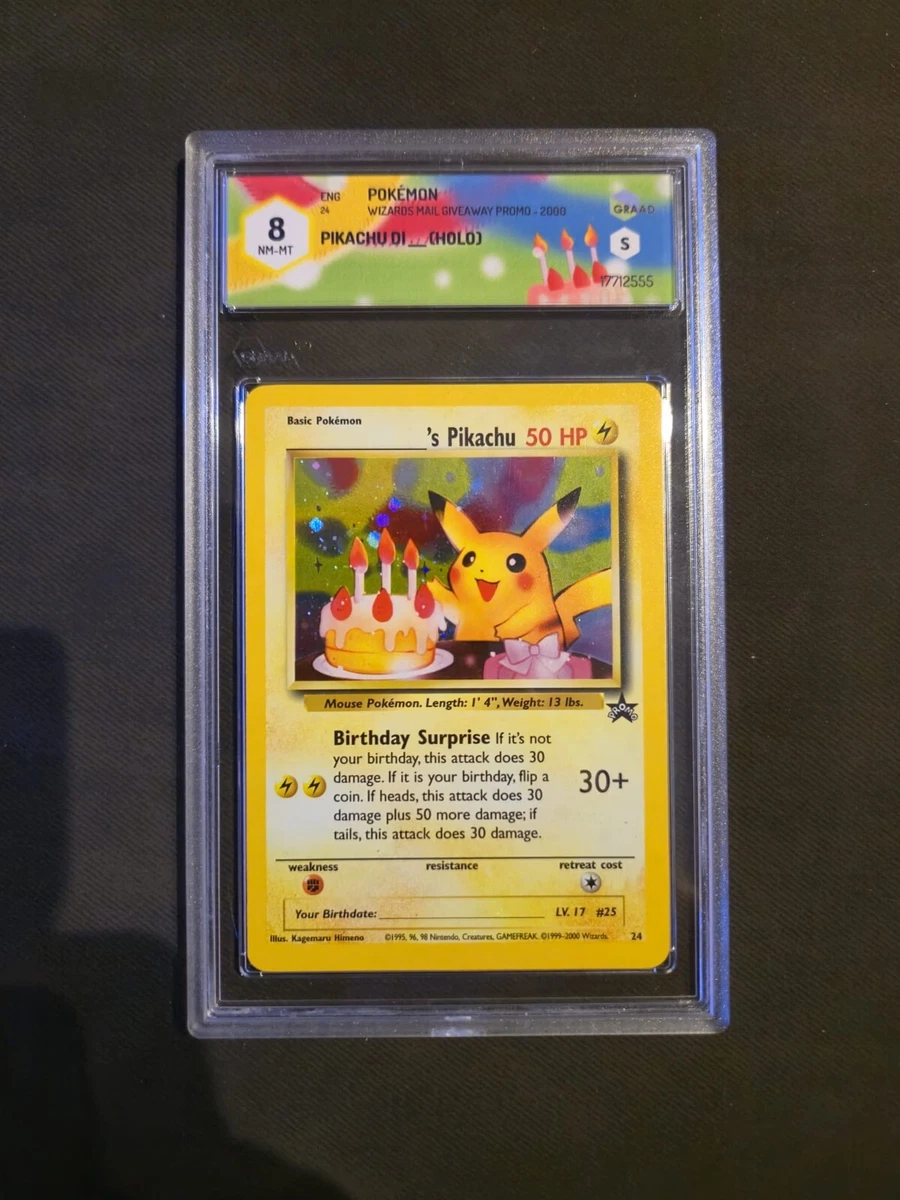 8
NM-MT
ENG
24
POKÉMON
WIZARDS MAIL GIVEAWAY PROMO - 2000
PIKACHU DI __ (HOLO)
GRAAD
S
17712555
Basic Pokémon
____________'s Pikachu 50 HP
Mouse Pokémon. Length: 1' 4", Weight: 13 lbs.
PROMO
Birthday Surprise If it's not
your birthday, this attack does 30
damage. If it is your birthday, flip a
coin. If heads, this attack does 30
damage plus 50 more damage; if
tails, this attack does 30 damage.
30+
weakness resistance retreat cost
Your Birthdate: ____________________ LV. 17 #25
Illus. Kagemaru Himeno ©1995, 96, 98 Nintendo, Creatures, GAMEFREAK. ©1999-2000 Wizards. 24